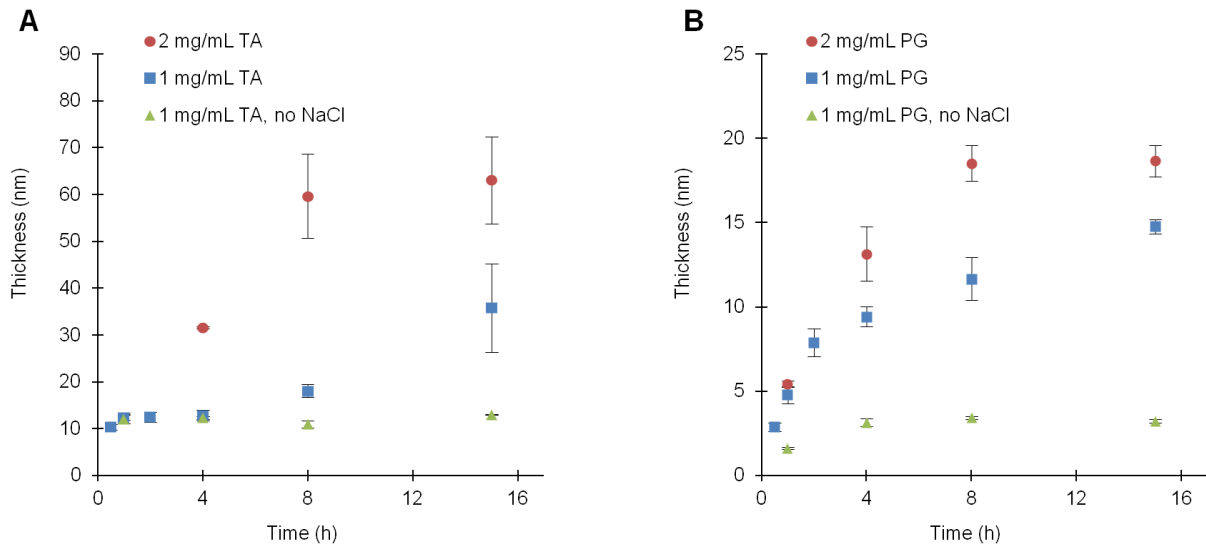 A
2 mg/mL TA
1 mg/mL TA
1 mg/mL TA, no NaCl
90
80
70
60
50
40
30
20
10
0
Thickness (nm)
0 4 8 12 16
Time (h)
B
2 mg/mL PG
1 mg/mL PG
1 mg/mL PG, no NaCl
25
20
15
10
5
0
Thickness (nm)
0 4 8 12 16
Time (h)